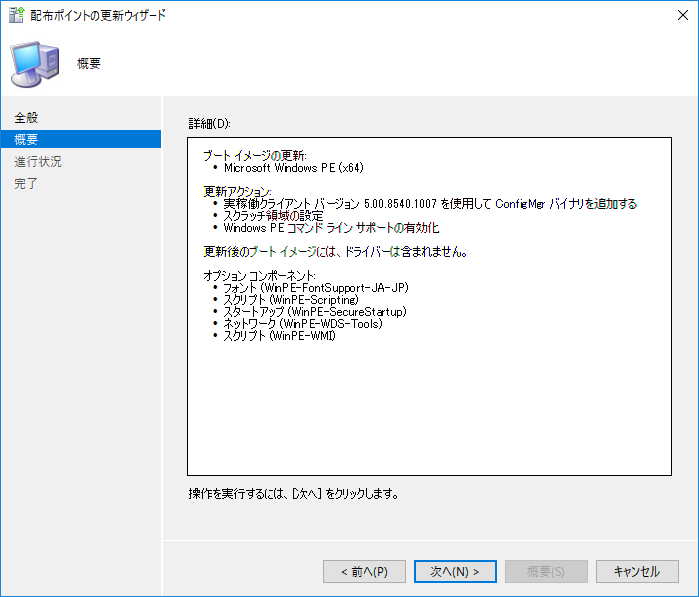 配布ポイントの更新ウィザード
概要
全般
概要
進行状況
完了
詳細(D):
ブート イメージの更新:
• Microsoft Windows PE (x64)
更新アクション:
• 実稼働クライアント バージョン 5.00.8540.1007 を使用して ConfigMgr バイナリを追加する
• スクラッチ領域の設定
• Windows PE コマンド ライン サポートの有効化
更新後のブート イメージには、ドライバーは含まれません。
オプション コンポーネント:
• フォント (WinPE-FontSupport-JA-JP)
• スクリプト (WinPE-Scripting)
• スタートアップ (WinPE-SecureStartup)
• ネットワーク (WinPE-WDS-Tools)
• スクリプト (WinPE-WMI)
操作を実行するには、[次へ] をクリックします。
< 前へ(P)
次へ(N) >
概要(S)
キャンセル